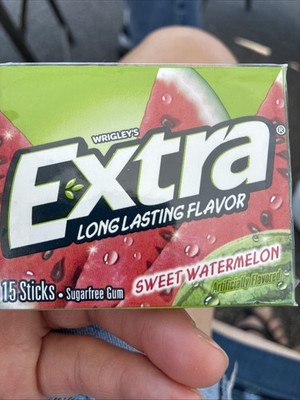 WRIGLEY'S
Extra®
LONG LASTING FLAVOR
SWEET WATERMELON
Artificially Flavored
15 Sticks • Sugarfree Gum